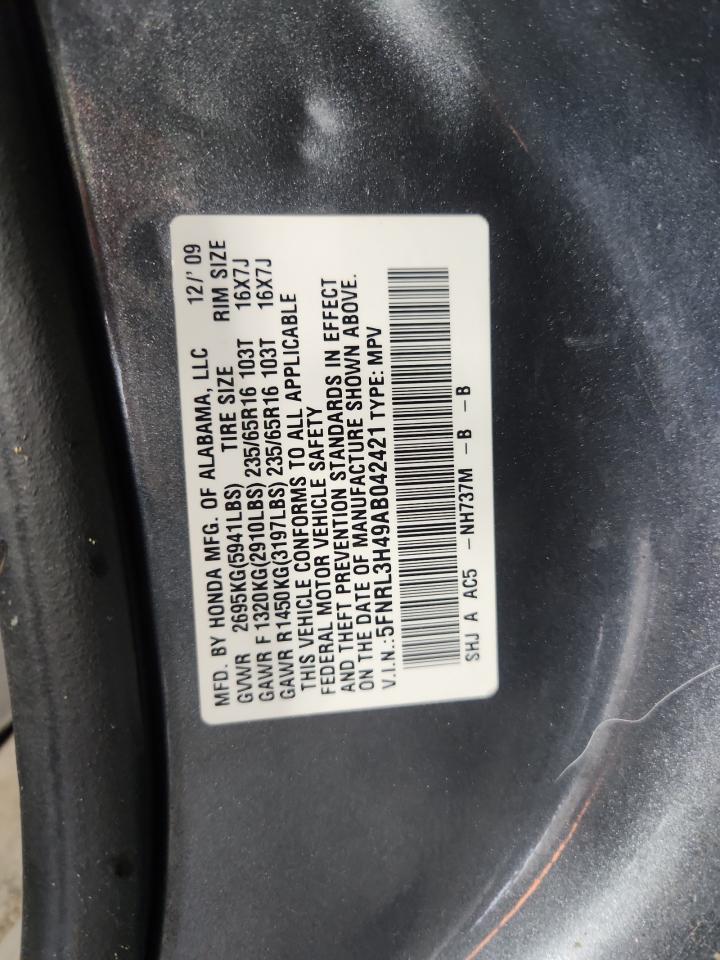 MFD. BY HONDA MFG. OF ALABAMA, LLC 12/'09
GVWR 2695KG(5941LBS) TIRE SIZE RIM SIZE
GAWR F 1320KG(2910LBS) 235/65R16 103T 16X7J
GAWR R1450KG(3197LBS) 235/65R16 103T 16X7J
THIS VEHICLE CONFORMS TO ALL APPLICABLE
FEDERAL MOTOR VEHICLE SAFETY
AND THEFT PREVENTION STANDARDS IN EFFECT
ON THE DATE OF MANUFACTURE SHOWN ABOVE.
V.I.N.:5FNRL3H49AB042421 TYPE: MPV
SHJ A AC5 -NH737M -B -B